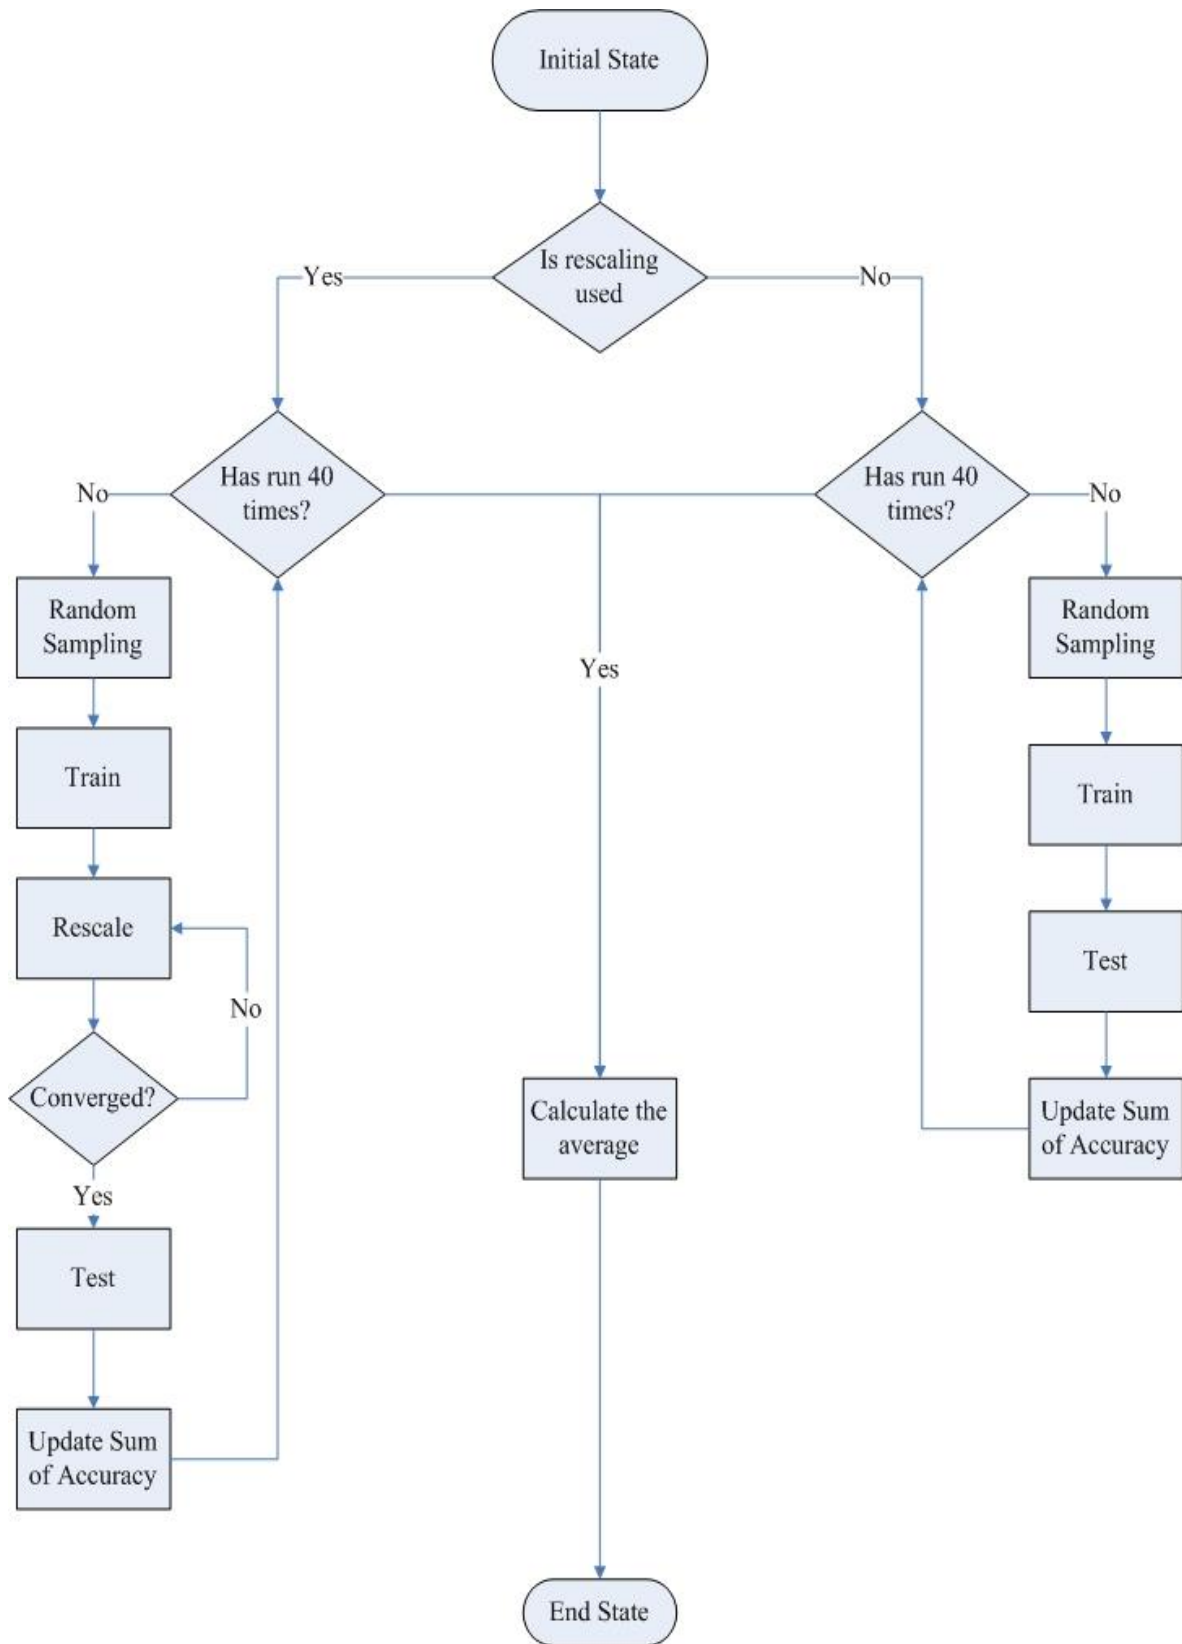 Initial State
Is rescaling
used
Yes
No
Has run 40
times?
Has run 40
times?
No
No
Random
Sampling
Random
Sampling
Yes
Train
Train
Rescale
Test
No
Converged?
Calculate the
average
Update Sum
of Accuracy
Yes
Test
Update Sum
of Accuracy
End State